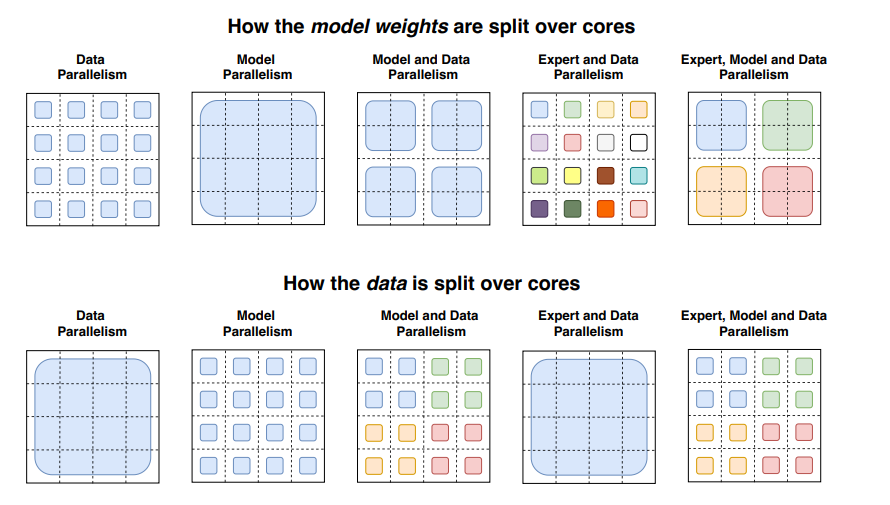 How the model weights are split over cores
Data
Parallelism
Model
Parallelism
Model and Data
Parallelism
Expert and Data
Parallelism
Expert, Model and Data
Parallelism
How the data is split over cores
Data
Parallelism
Model
Parallelism
Model and Data
Parallelism
Expert and Data
Parallelism
Expert, Model and Data
Parallelism